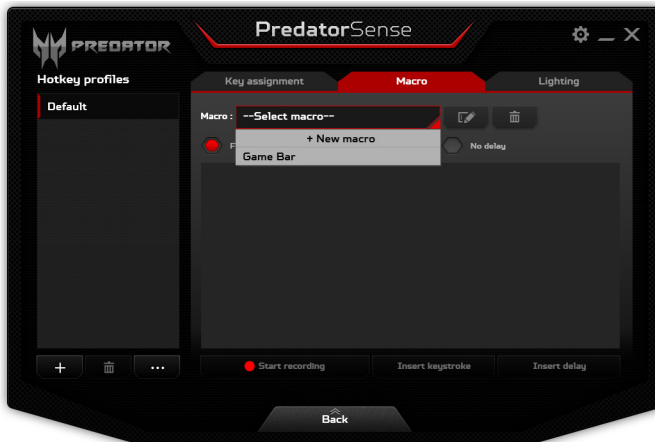 PredatorSense
PREDATOR
Hotkey profiles
Default
Key assignment
Macro
Lighting
Macro :
--Select macro--
+ New macro
Game Bar
No delay
Start recording
Insert keystroke
Insert delay
Back